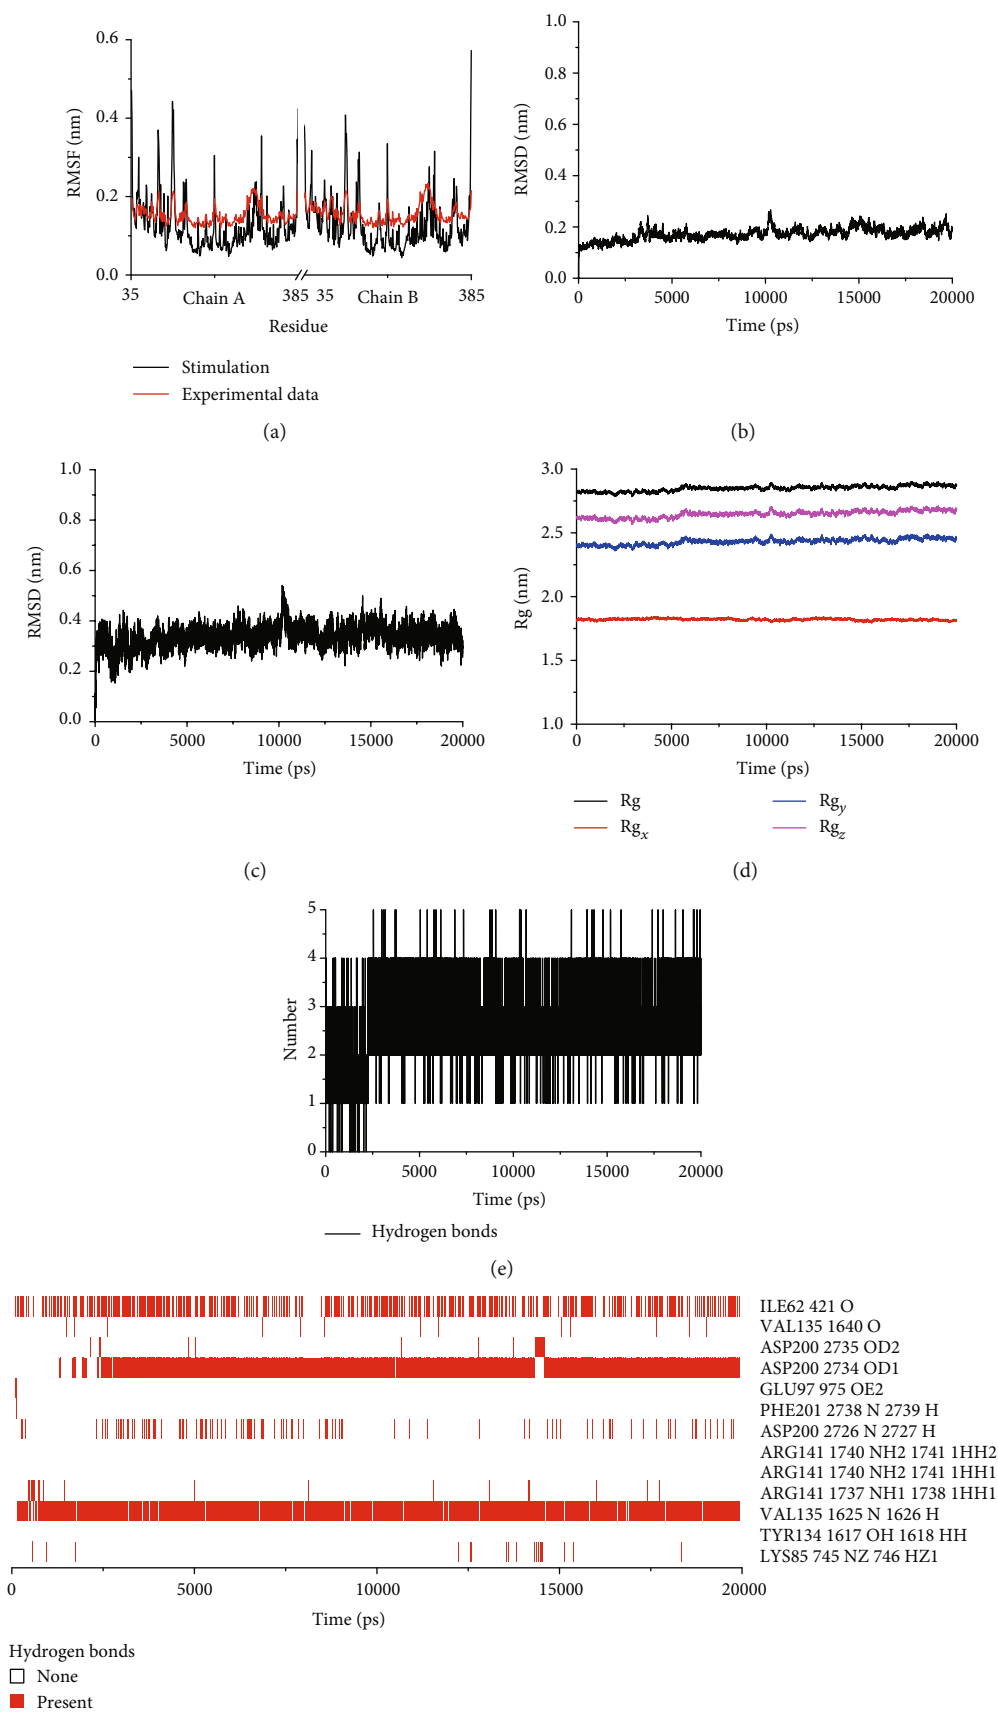 0.6
0.4
0.2
0.0
RMSF (nm)
35
Chain A
385
35
Chain B
385
Residue
Stimulation
Experimental data
(a)
1.0
0.8
0.6
0.4
0.2
0.0
RMSD (nm)
0
5000
10000
15000
20000
Time (ps)
(b)
1.0
0.8
0.6
0.4
0.2
0.0
RMSD (nm)
0
5000
10000
15000
20000
Time (ps)
(c)
3.0
2.5
2.0
1.5
1.0
Rg (nm)
0
5000
10000
15000
20000
Time (ps)
Rg
Rgx
Rgy
Rgz
(d)
5
4
3
2
1
0
Number
0
5000
10000
15000
20000
Time (ps)
Hydrogen bonds
(e)
ILE62 421 O
VAL135 1640 O
ASP200 2735 OD2
ASP200 2734 OD1
GLU97 975 OE2
PHE201 2738 N 2739 H
ASP200 2726 N 2727 H
ARG141 1740 NH2 1741 1HH2
ARG141 1740 NH2 1741 1HH1
ARG141 1737 NH1 1738 1HH1
VAL135 1625 N 1626 H
TYR134 1617 OH 1618 HH
LYS85 745 NZ 746 HZ1
0
5000
10000
15000
20000
Time (ps)
Hydrogen bonds
None
Present